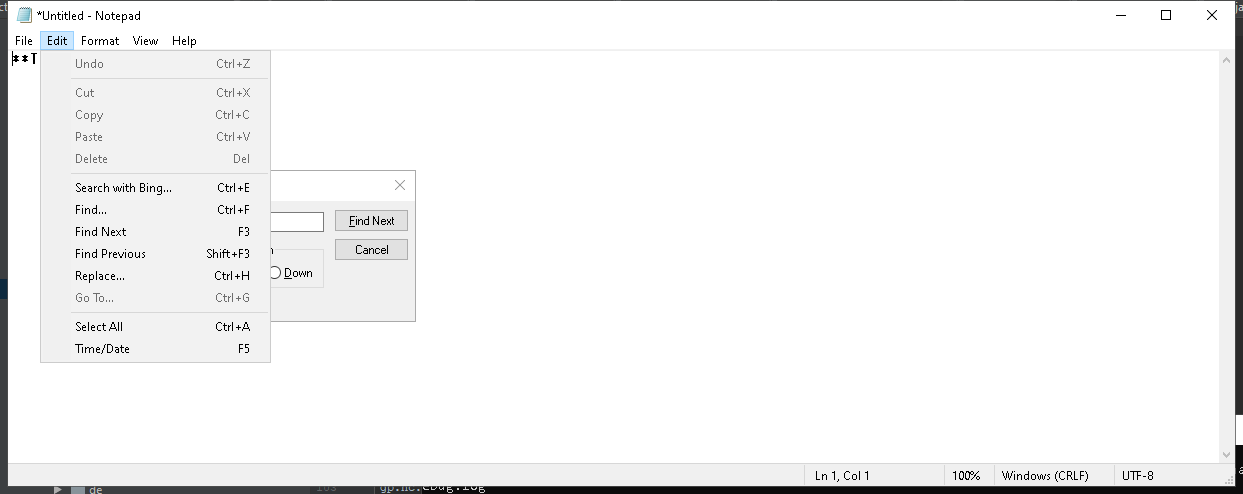 *Untitled - Notepad
File Edit Format View Help
**T
Undo Ctrl+Z
Cut Ctrl+X
Copy Ctrl+C
Paste Ctrl+V
Delete Del
Search with Bing... Ctrl+E
Find... Ctrl+F
Find Next F3
Find Previous Shift+F3
Replace... Ctrl+H
Go To... Ctrl+G
Select All Ctrl+A
Time/Date F5
Find Next
Cancel
Down
Ln 1, Col 1 100% Windows (CRLF) UTF-8
de